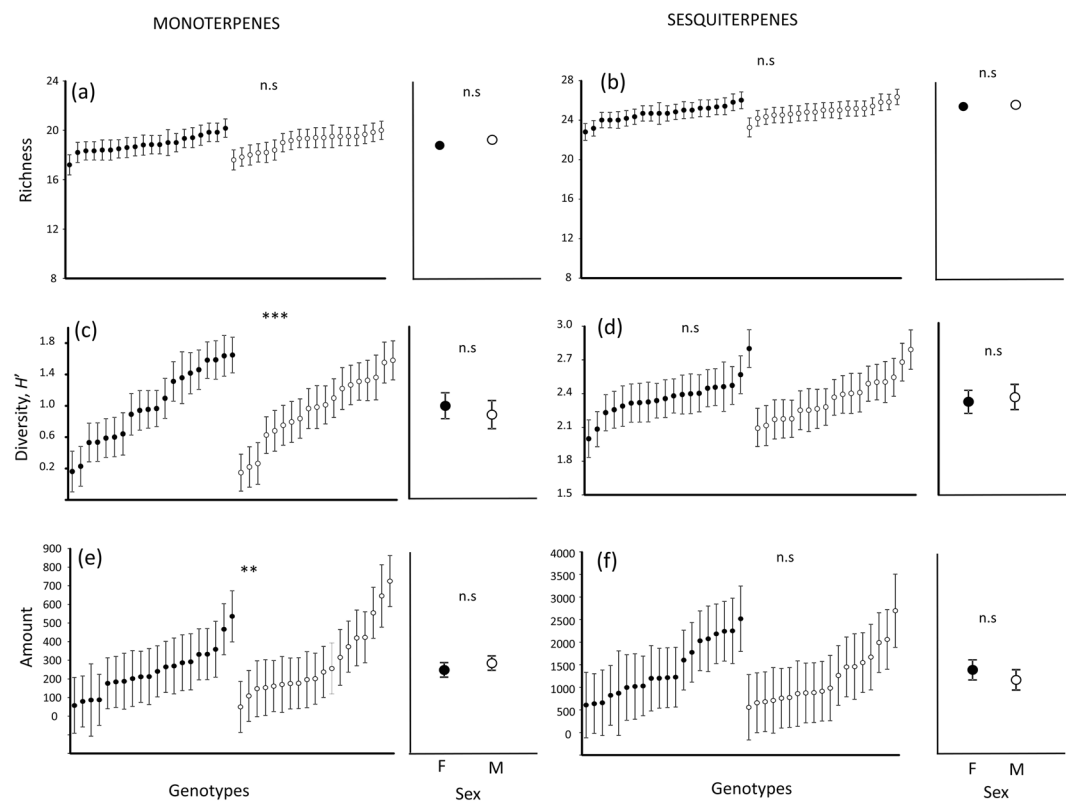 MONOTERPENES
SESQUITERPENES
(a)
n.s
n.s
(b)
n.s
n.s
24
20
16
12
8
Richness
28
24
20
16
12
8
(c)
***
n.s
(d)
n.s
n.s
1.8
1.4
1.0
0.6
0.2
Diversity, H'
3.0
2.7
2.4
2.1
1.8
1.5
(e)
**
n.s
(f)
n.s
n.s
900
800
700
600
500
400
300
200
100
0
Amount
4000
3500
3000
2500
2000
1500
1000
500
0
F M
F M
Genotypes
Sex
Genotypes
Sex